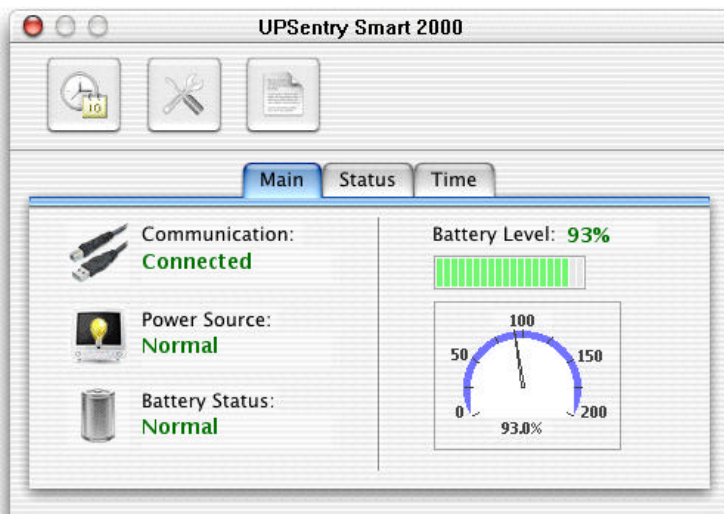 UPSentry Smart 2000
10
Main
Status
Time
Communication:
Connected
Power Source:
Normal
Battery Status:
Normal
Battery Level: 93%
100
50
150
0
200
93.0%